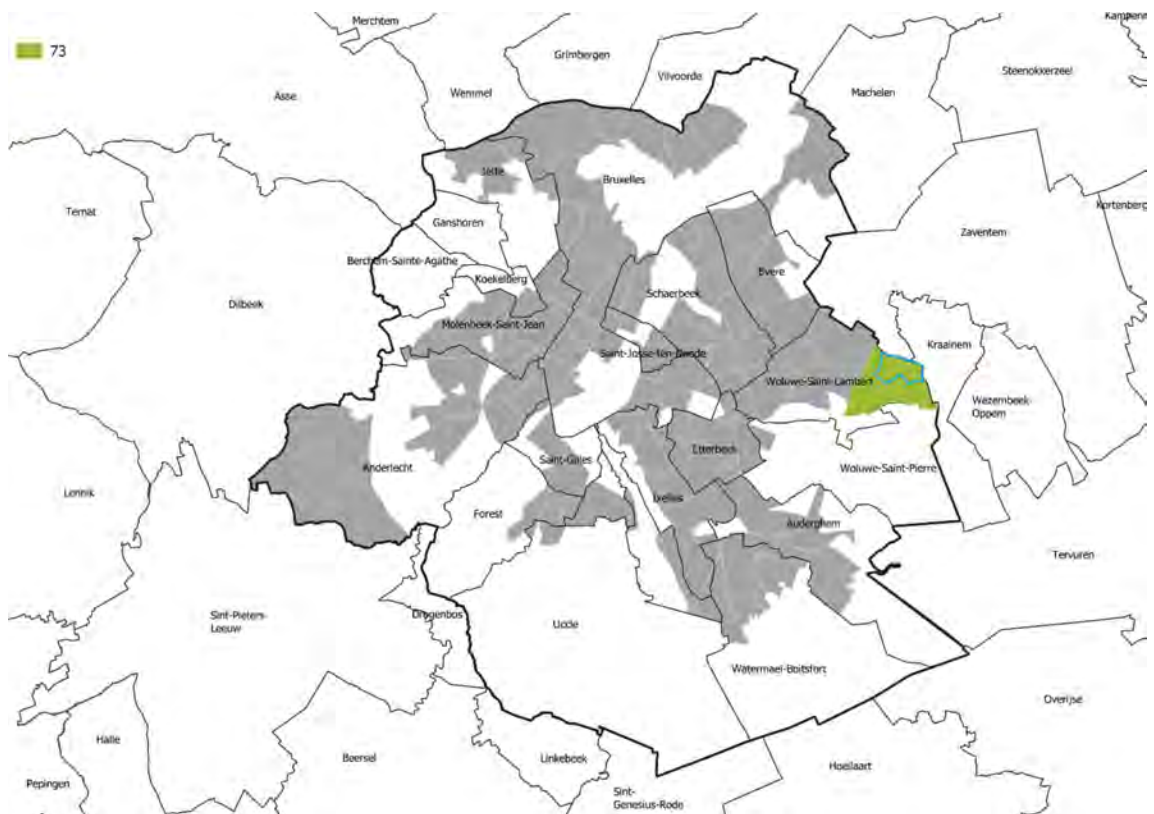 Merchtem
Kampenh
73
Grimbergen
Vilvoorde
Steenokkerzeel
Asse
Wemmel
Machelen
Jette
Bruxelles
Ternat
Kortenberg
Ganshoren
Zaventem
Berchem-Sainte-Agathe
Koekelberg
Evere
Dilbeek
Schaerbeek
Molenbeek-Saint-Jean
Kraainem
Saint-Josse-ten-Noode
Woluwe-Saint-Lambert
Wezembeek-
Oppem
Etterbeek
Saint-Gilles
Anderlecht
Woluwe-Saint-Pierre
Lennik
Ixelles
Forest
Auderghem
Tervuren
Sint-Pieters-
Leeuw
Drogenbos
Uccle
Watermael-Boitsfort
Overijse
Halle
Beersel
Linkebeek
Hoeilaart
Pepingen
Sint-
Genesius-Rode